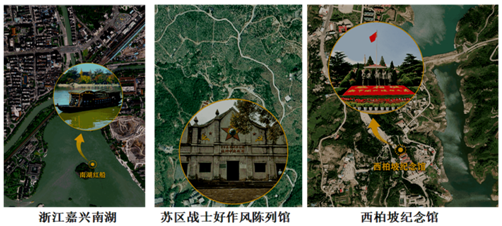 南湖红船
西柏坡纪念馆
浙江嘉兴南湖
苏区战士好作风陈列馆
西柏坡纪念馆